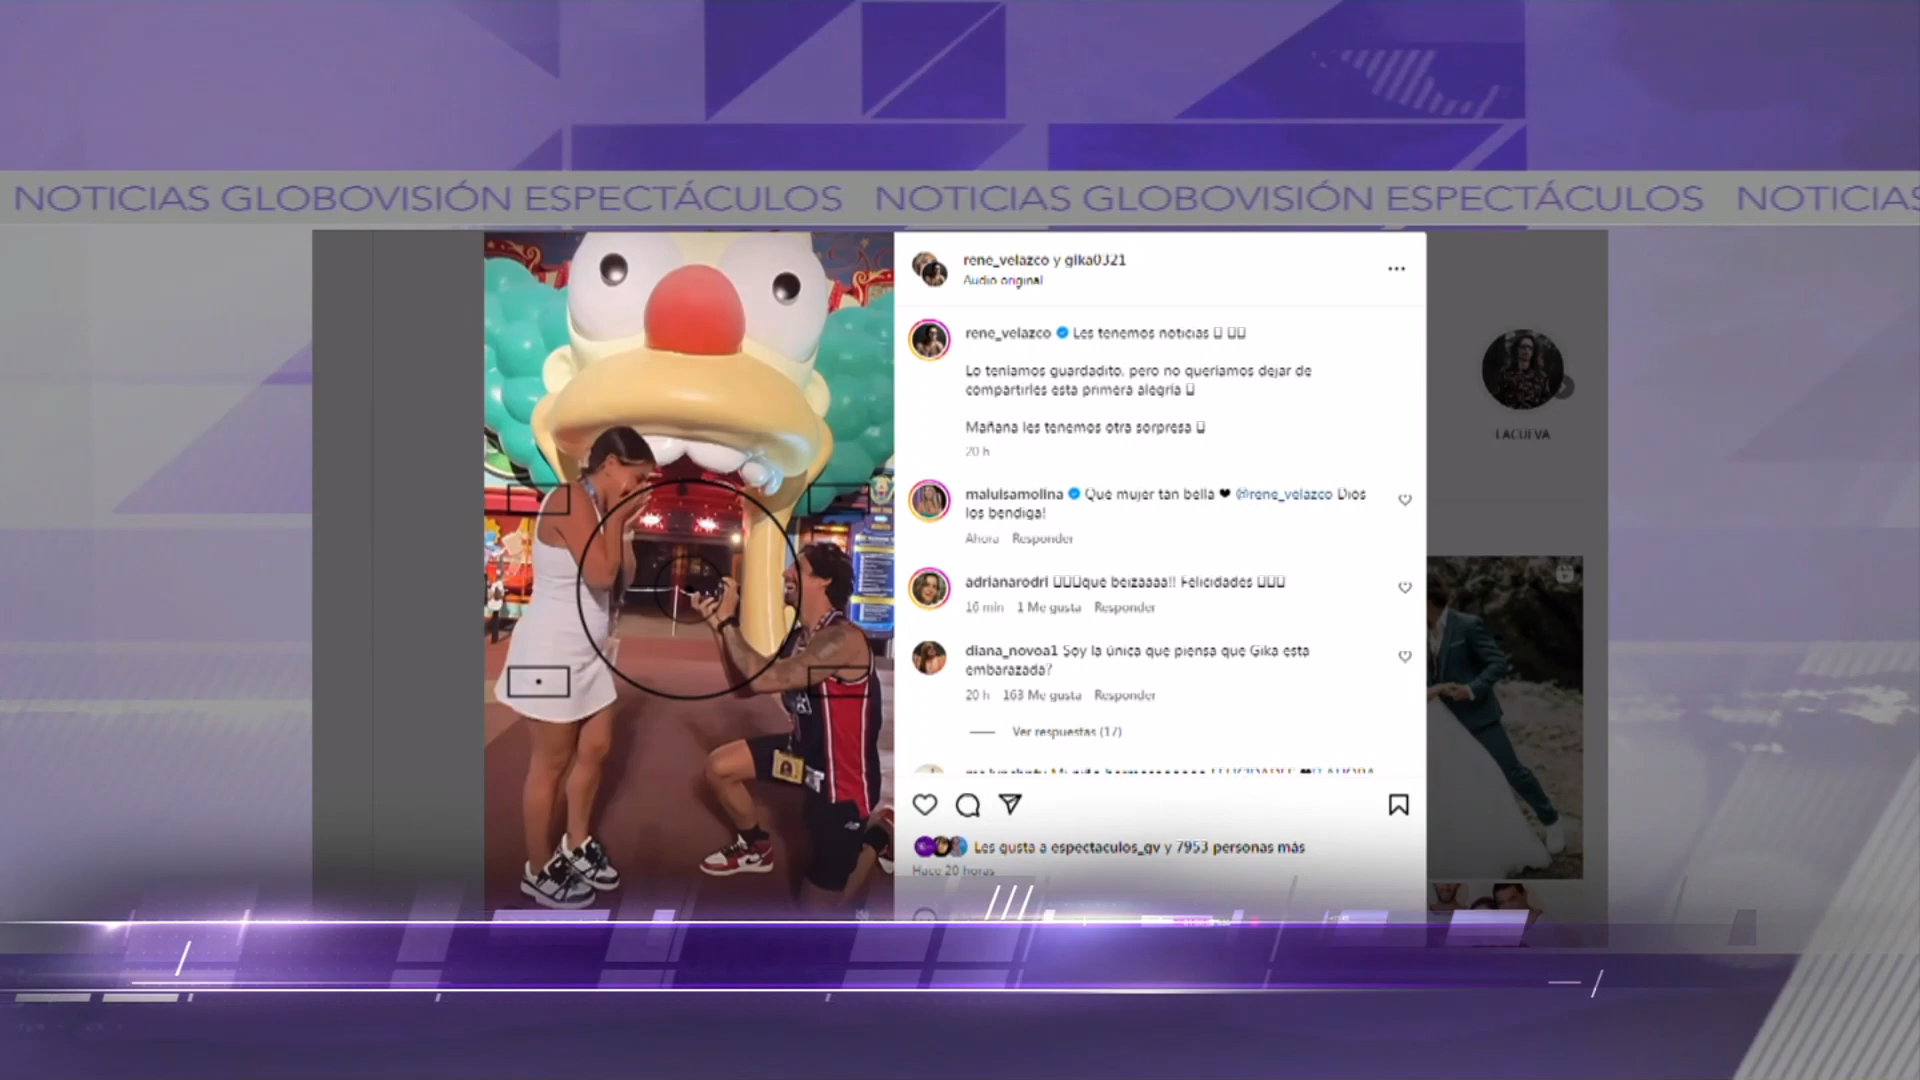 NOTICIAS GLOBOVISIÓN ESPECTÁCULOS NOTICIAS GLOBOVISIÓN ESPECTÁCULOS NOTICIAS
rene_velazco y gika0321
Audio original
rene_velazco Les tenemos noticias
Lo teníamos guardadito, pero no queríamos dejar de
compartirles esta primera alegría
Mañana les tenemos otra sorpresa
20 h
maluisamolina Que mujer tan bella @rene_velazco Dios
los bendiga!
Ahora Responder
adrianarodri que beizaaaa!! Felicidades
16 min 1 Me gusta Responder
diana_novoa1 Soy la única que piensa que Gika esta
embarazada?
20 h 163 Me gusta Responder
Ver respuestas (17)
Les gusta a espectaculos_gv y 7953 personas más
Hace 20 horas
LACUEVA